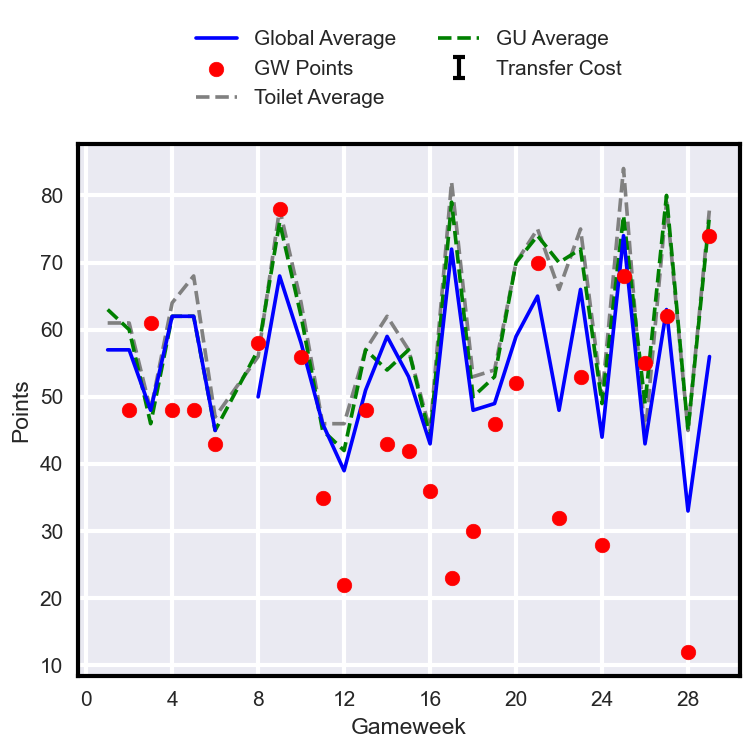 Global Average
GW Points
Toilet Average
GU Average
Transfer Cost
Points
80
70
60
50
40
30
20
10
0 4 8 12 16 20 24 28
Gameweek